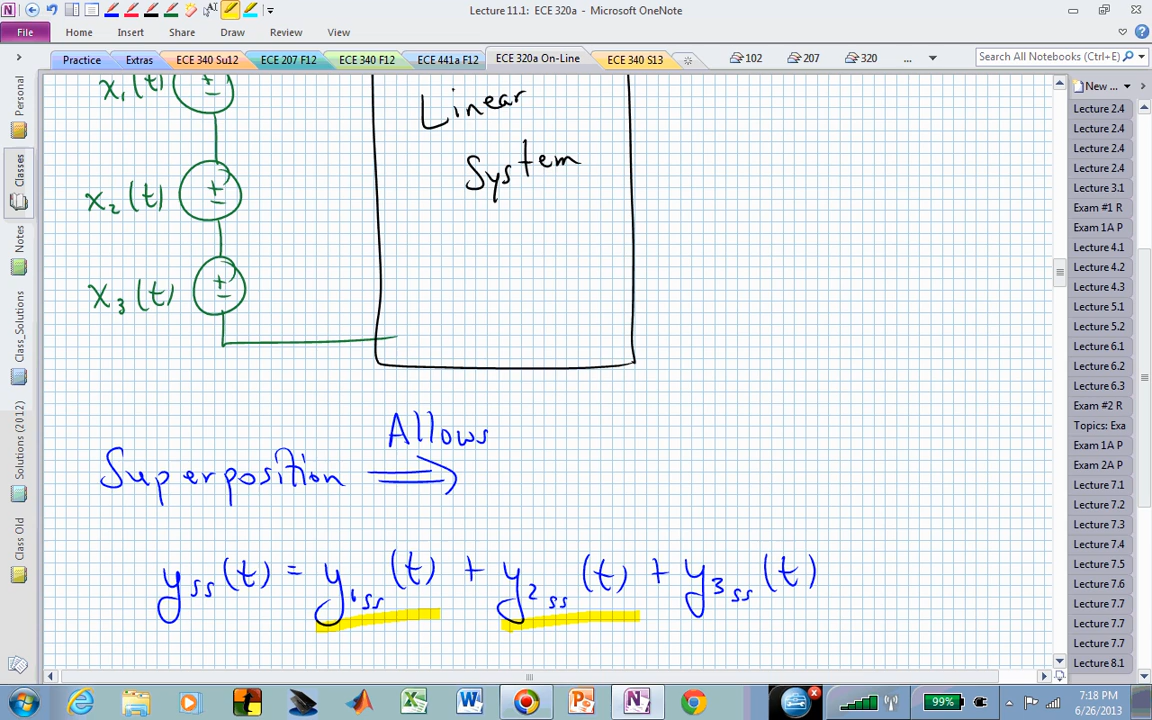 Lecture 11.1: ECE 320a - Microsoft OneNote
File Home Insert Share Draw Review View
Practice Extras ECE 340 Su12 ECE 207 F12 ECE 340 F12 ECE 441a F12 ECE 320a On-Line ECE 340 S13 102 207 320 ... Search All Notebooks (Ctrl+E)
Personal
Classes
Notes
Class_Solutions
Solutions (2012)
Class Old
x₁(t)
+
−
x₂(t)
+
−
x₃(t)
+
−
Linear
System
Allows
Superposition ⟹
y_ss(t) = y₁ss(t) + y₂ss(t) + y₃ss(t)
New ...
Lecture 2.4
Lecture 2.4
Lecture 2.4
Lecture 2.4
Lecture 3.1
Exam #1 R
Exam 1A P
Lecture 4.1
Lecture 4.2
Lecture 4.3
Lecture 5.1
Lecture 5.2
Lecture 6.1
Lecture 6.2
Lecture 6.3
Exam #2 R
Topics: Exa
Exam 1A P
Exam 2A P
Lecture 7.1
Lecture 7.2
Lecture 7.3
Lecture 7.4
Lecture 7.5
Lecture 7.6
Lecture 7.7
Lecture 7.7
Lecture 7.7
Lecture 8.1
99%
7:18 PM
6/26/2013